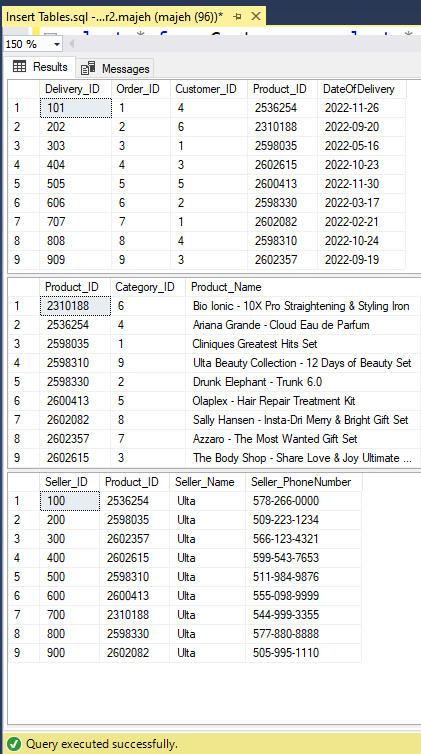 Insert Tables.sql -...r2.majeh (majeh (96))*
150 %
Results Messages
Delivery_ID Order_ID Customer_ID Product_ID DateOfDelivery
1 101 1 4 2536254 2022-11-26
2 202 2 6 2310188 2022-09-20
3 303 3 1 2598035 2022-05-16
4 404 4 3 2602615 2022-10-23
5 505 5 5 2600413 2022-11-30
6 606 6 2 2598330 2022-03-17
7 707 7 1 2602082 2022-02-21
8 808 8 4 2598310 2022-10-24
9 909 9 3 2602357 2022-09-19
Product_ID Category_ID Product_Name
1 2310188 6 Bio Ionic - 10X Pro Straightening & Styling Iron
2 2536254 4 Ariana Grande - Cloud Eau de Parfum
3 2598035 1 Cliniques Greatest Hits Set
4 2598310 9 Ulta Beauty Collection - 12 Days of Beauty Set
5 2598330 2 Drunk Elephant - Trunk 6.0
6 2600413 5 Olaplex - Hair Repair Treatment Kit
7 2602082 8 Sally Hansen - Insta-Dri Merry & Bright Gift Set
8 2602357 7 Azzaro - The Most Wanted Gift Set
9 2602615 3 The Body Shop - Share Love & Joy Ultimate ...
Seller_ID Product_ID Seller_Name Seller_PhoneNumber
1 100 2536254 Ulta 578-266-0000
2 200 2598035 Ulta 509-223-1234
3 300 2602357 Ulta 566-123-4321
4 400 2602615 Ulta 599-543-7653
5 500 2598310 Ulta 511-984-9876
6 600 2600413 Ulta 555-098-9999
7 700 2310188 Ulta 544-999-3355
8 800 2598330 Ulta 577-880-8888
9 900 2602082 Ulta 505-995-1110
Query executed successfully.